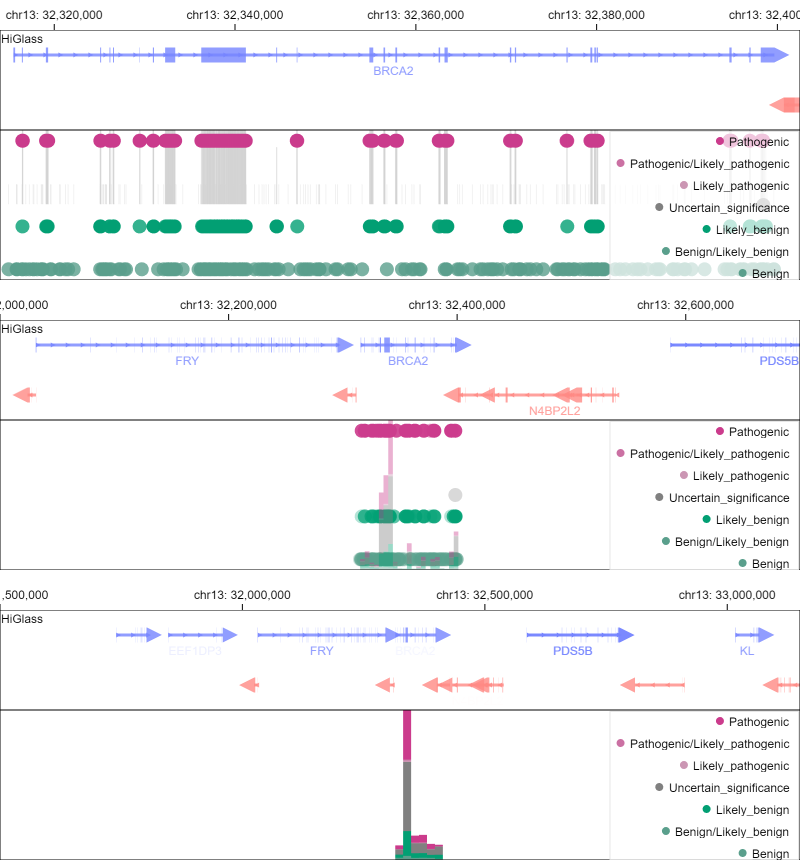 chr13: 32,320,000 chr13: 32,340,000 chr13: 32,360,000 chr13: 32,380,000 chr13: 32,400
HiGlass
BRCA2
Pathogenic
Pathogenic/Likely_pathogenic
Likely_pathogenic
Uncertain_significance
Likely_benign
Benign/Likely_benign
Benign
2,000,000 chr13: 32,200,000 chr13: 32,400,000 chr13: 32,600,000
HiGlass
FRY BRCA2 PDS5B
N4BP2L2
Pathogenic
Pathogenic/Likely_pathogenic
Likely_pathogenic
Uncertain_significance
Likely_benign
Benign/Likely_benign
Benign
,500,000 chr13: 32,000,000 chr13: 32,500,000 chr13: 33,000,000
HiGlass
EEF1DP3 FRY BRCA2 PDS5B KL
Pathogenic
Pathogenic/Likely_pathogenic
Likely_pathogenic
Uncertain_significance
Likely_benign
Benign/Likely_benign
Benign